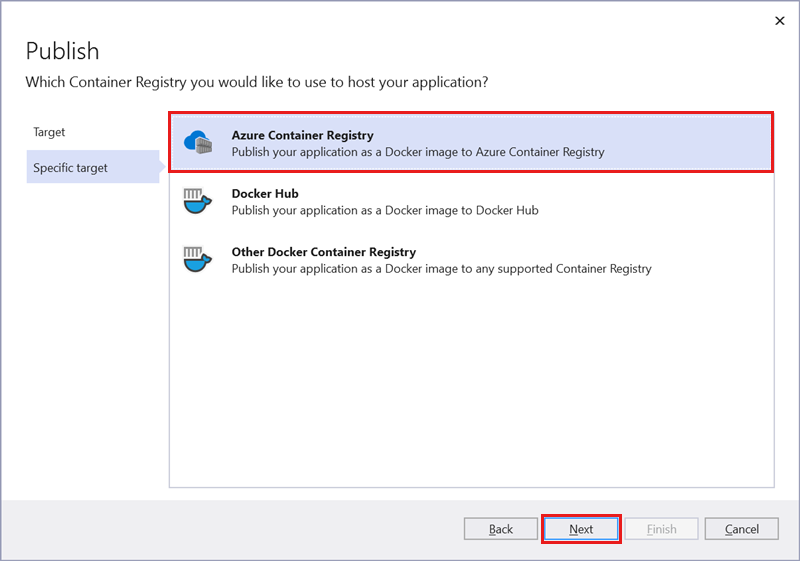 Publish
Which Container Registry you would like to use to host your application?
Target
Specific target
Azure Container Registry
Publish your application as a Docker image to Azure Container Registry
Docker Hub
Publish your application as a Docker image to Docker Hub
Other Docker Container Registry
Publish your application as a Docker image to any supported Container Registry
Back
Next
Finish
Cancel